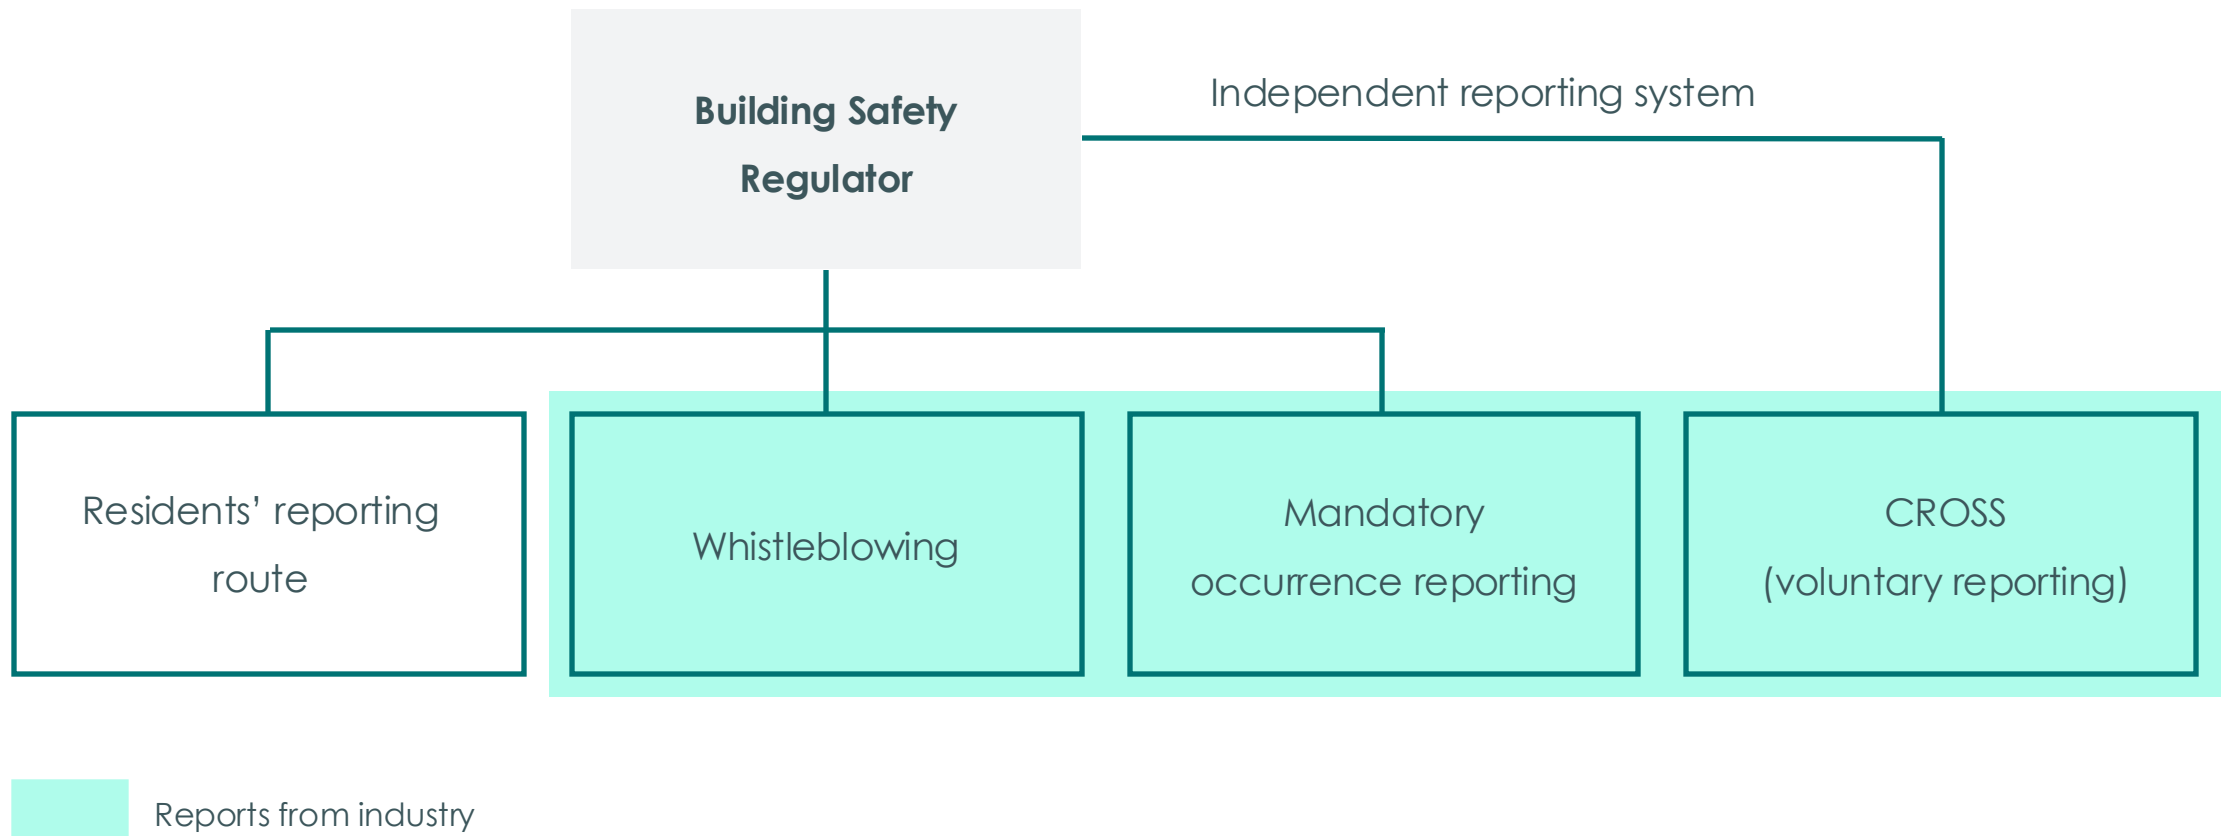 Building Safety
Regulator
Independent reporting system
Residents’ reporting
route
Whistleblowing
Mandatory
occurrence reporting
CROSS
(voluntary reporting)
Reports from industry